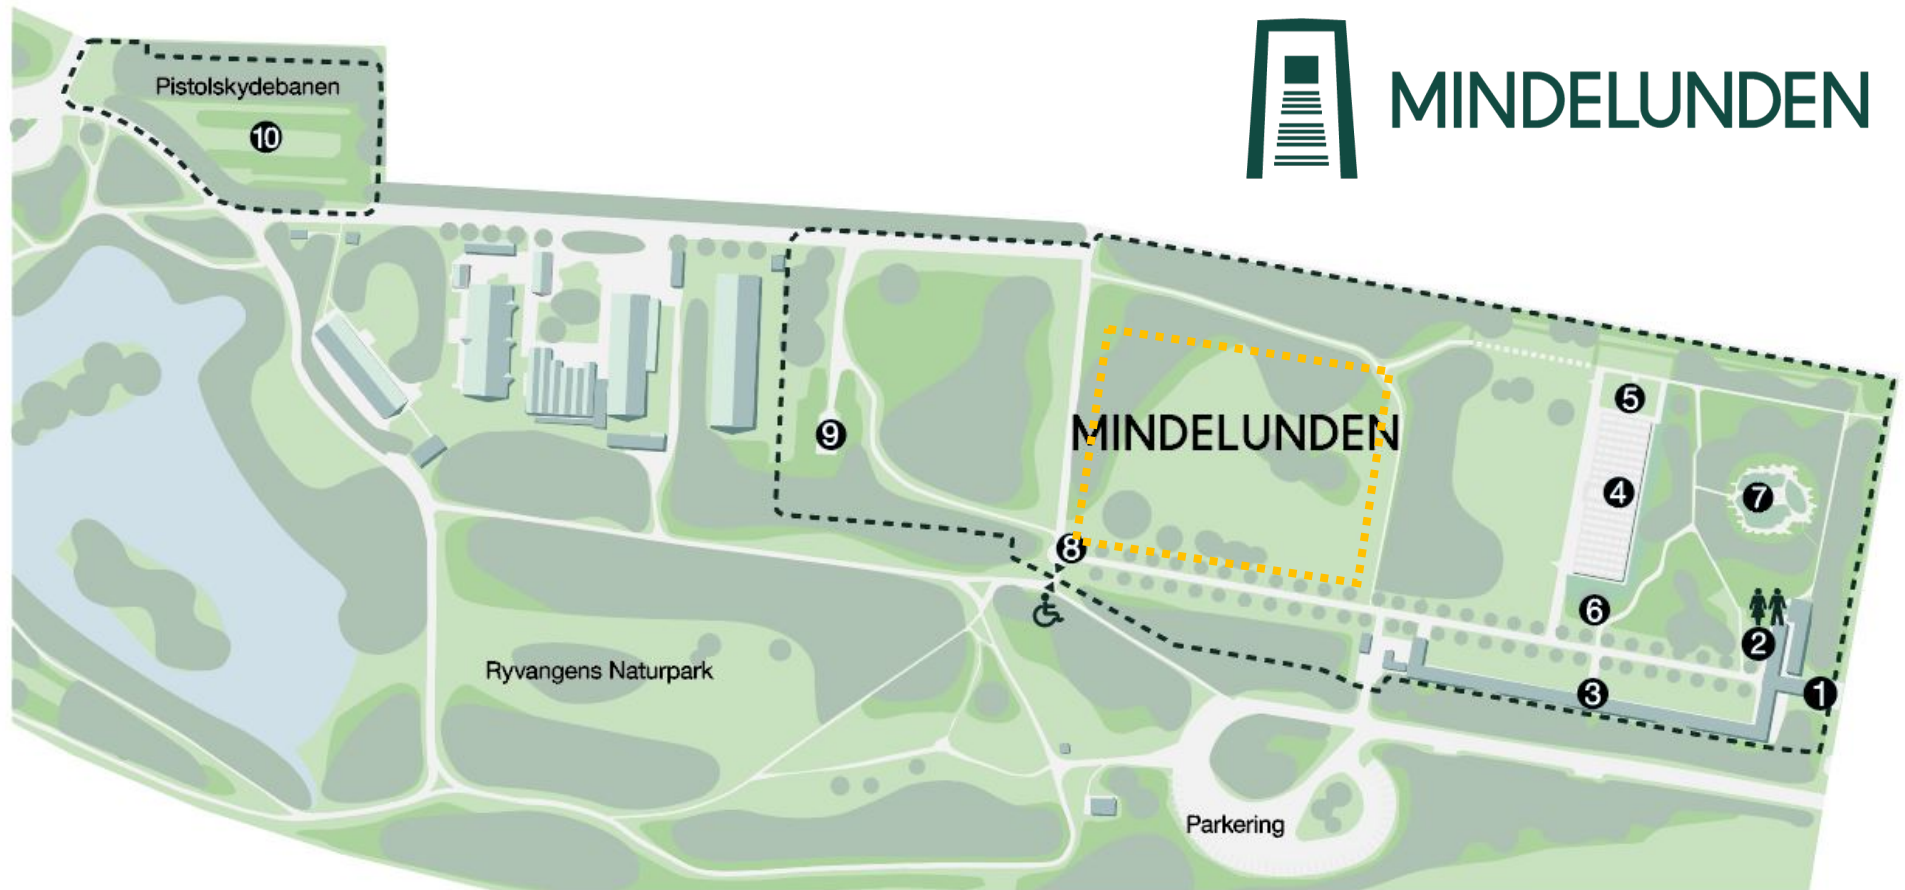 MINDELUNDEN
Pistolskydebanen
10
MINDELUNDEN
5
9
4
7
8
6
2
Ryvangens Naturpark
3
1
Parkering